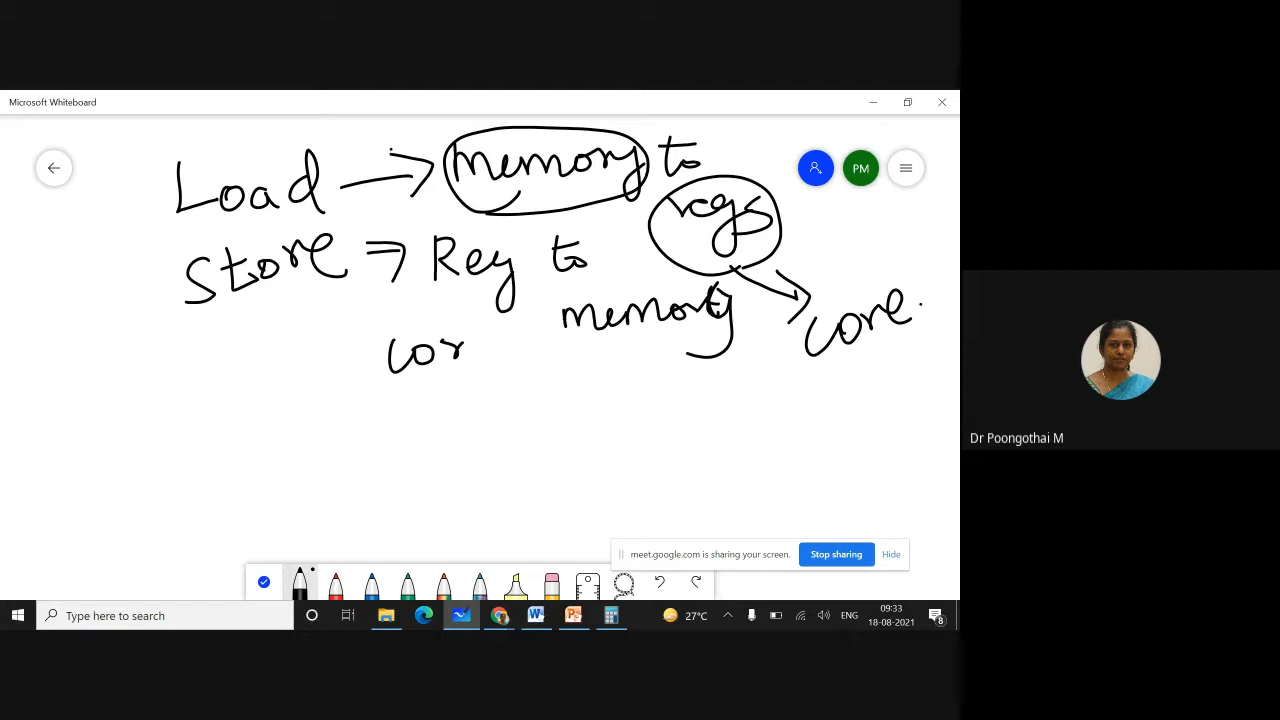 Microsoft Whiteboard
Load → memory to
regs
PM
Store ⇒ Reg to
memory
core.
cor
Dr Poongothai M
meet.google.com is sharing your screen.
Stop sharing
Hide
Type here to search
27°C
ENG
09:33
18-08-2021
8